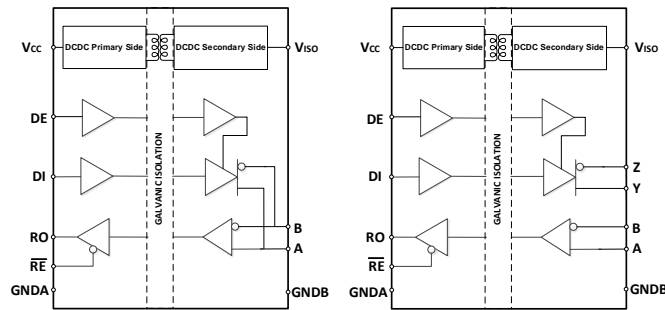 Vcc DCDC Primary Side DCDC Secondary Side VISO
DE
DI
GALVANIC ISOLATION
RO
B
A
RE
GNDA
GNDB
Vcc DCDC Primary Side DCDC Secondary Side VISO
DE
DI
GALVANIC ISOLATION
Z
Y
RO
B
A
RE
GNDA
GNDB